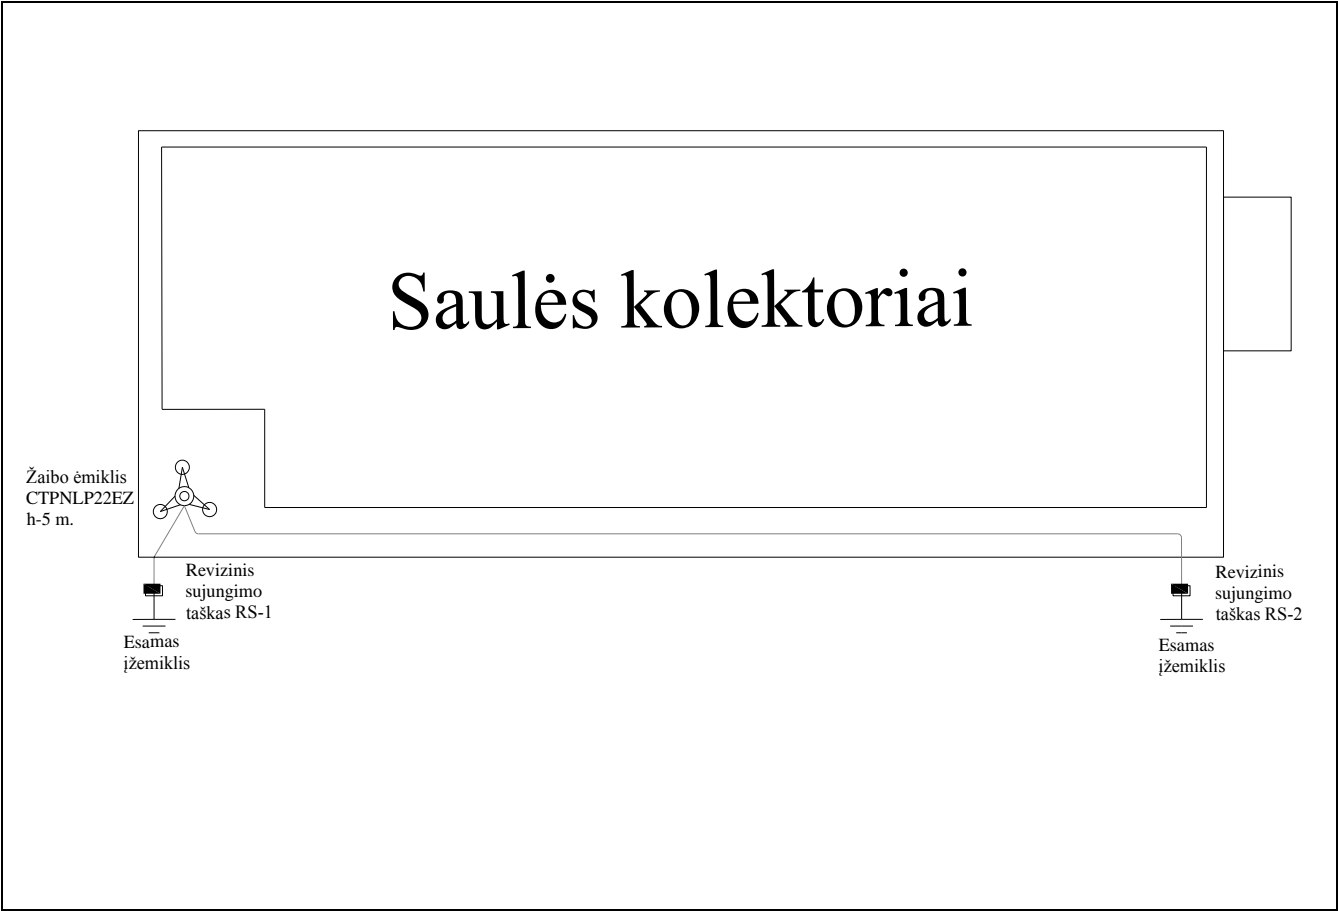 Saulės kolektoriai
Žaibo ėmiklis
CTPNLP22EZ
h-5 m.
Revizinis
sujungimo
taškas RS-1
Esamas
įžemiklis
Revizinis
sujungimo
taškas RS-2
Esamas
įžemiklis